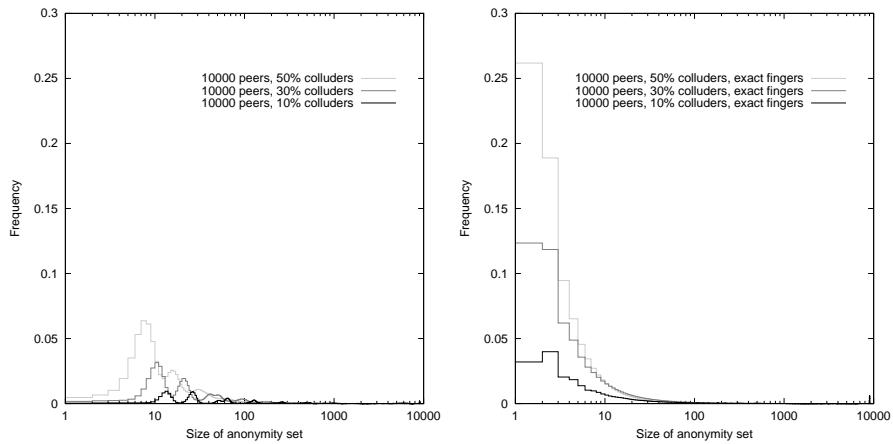 0.3
0.25
0.2
0.15
0.1
0.05
0
Frequency
10000 peers, 50% colluders
10000 peers, 30% colluders
10000 peers, 10% colluders
1
10
100
1000
10000
Size of anonymity set
0.3
0.25
0.2
0.15
0.1
0.05
0
Frequency
10000 peers, 50% colluders, exact fingers
10000 peers, 30% colluders, exact fingers
10000 peers, 10% colluders, exact fingers
1
10
100
1000
10000
Size of anonymity set